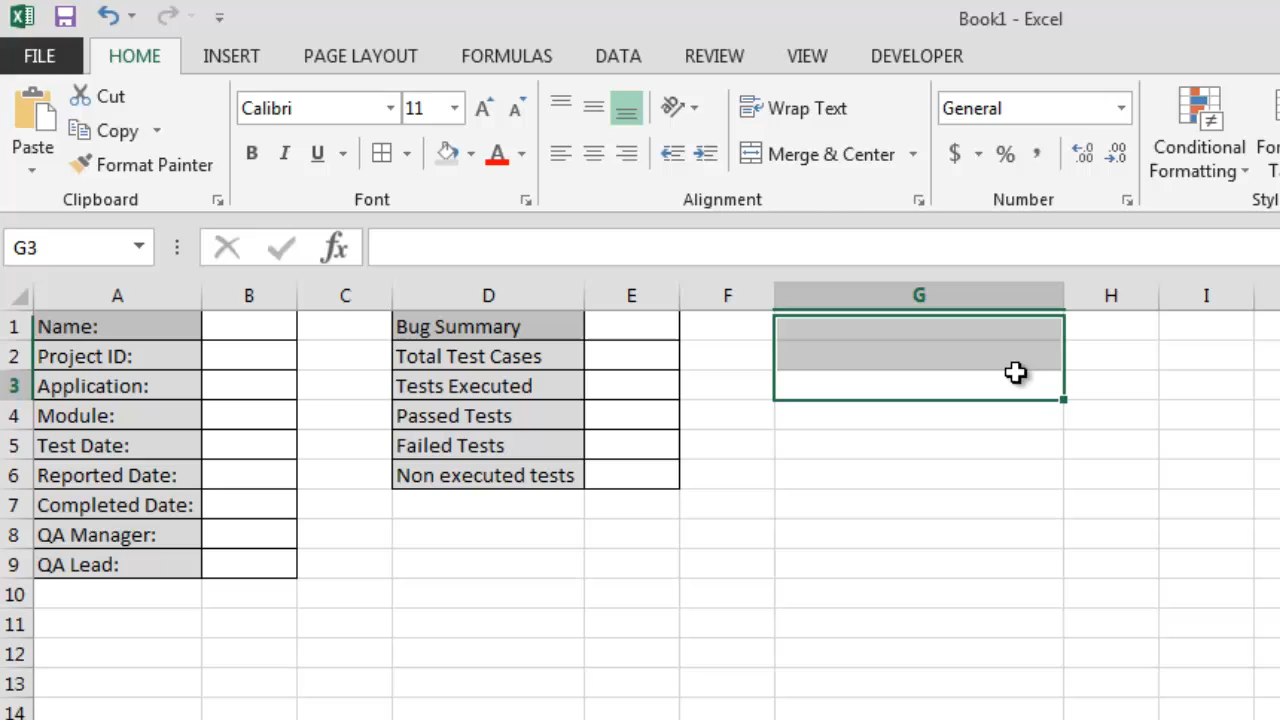 Book1 - Excel
FILE HOME INSERT PAGE LAYOUT FORMULAS DATA REVIEW VIEW DEVELOPER
Paste
Cut
Copy
Format Painter
Clipboard
Calibri 11 A A
B I U A
Font
Wrap Text
Merge & Center
Alignment
General
$ % ,
.00 .00
Number
Conditional
Formatting
G3 fx
A B C D E F G H I
1 Name: Bug Summary
2 Project ID: Total Test Cases
3 Application: Tests Executed
4 Module: Passed Tests
5 Test Date: Failed Tests
6 Reported Date: Non executed tests
7 Completed Date:
8 QA Manager:
9 QA Lead:
10
11
12
13
14